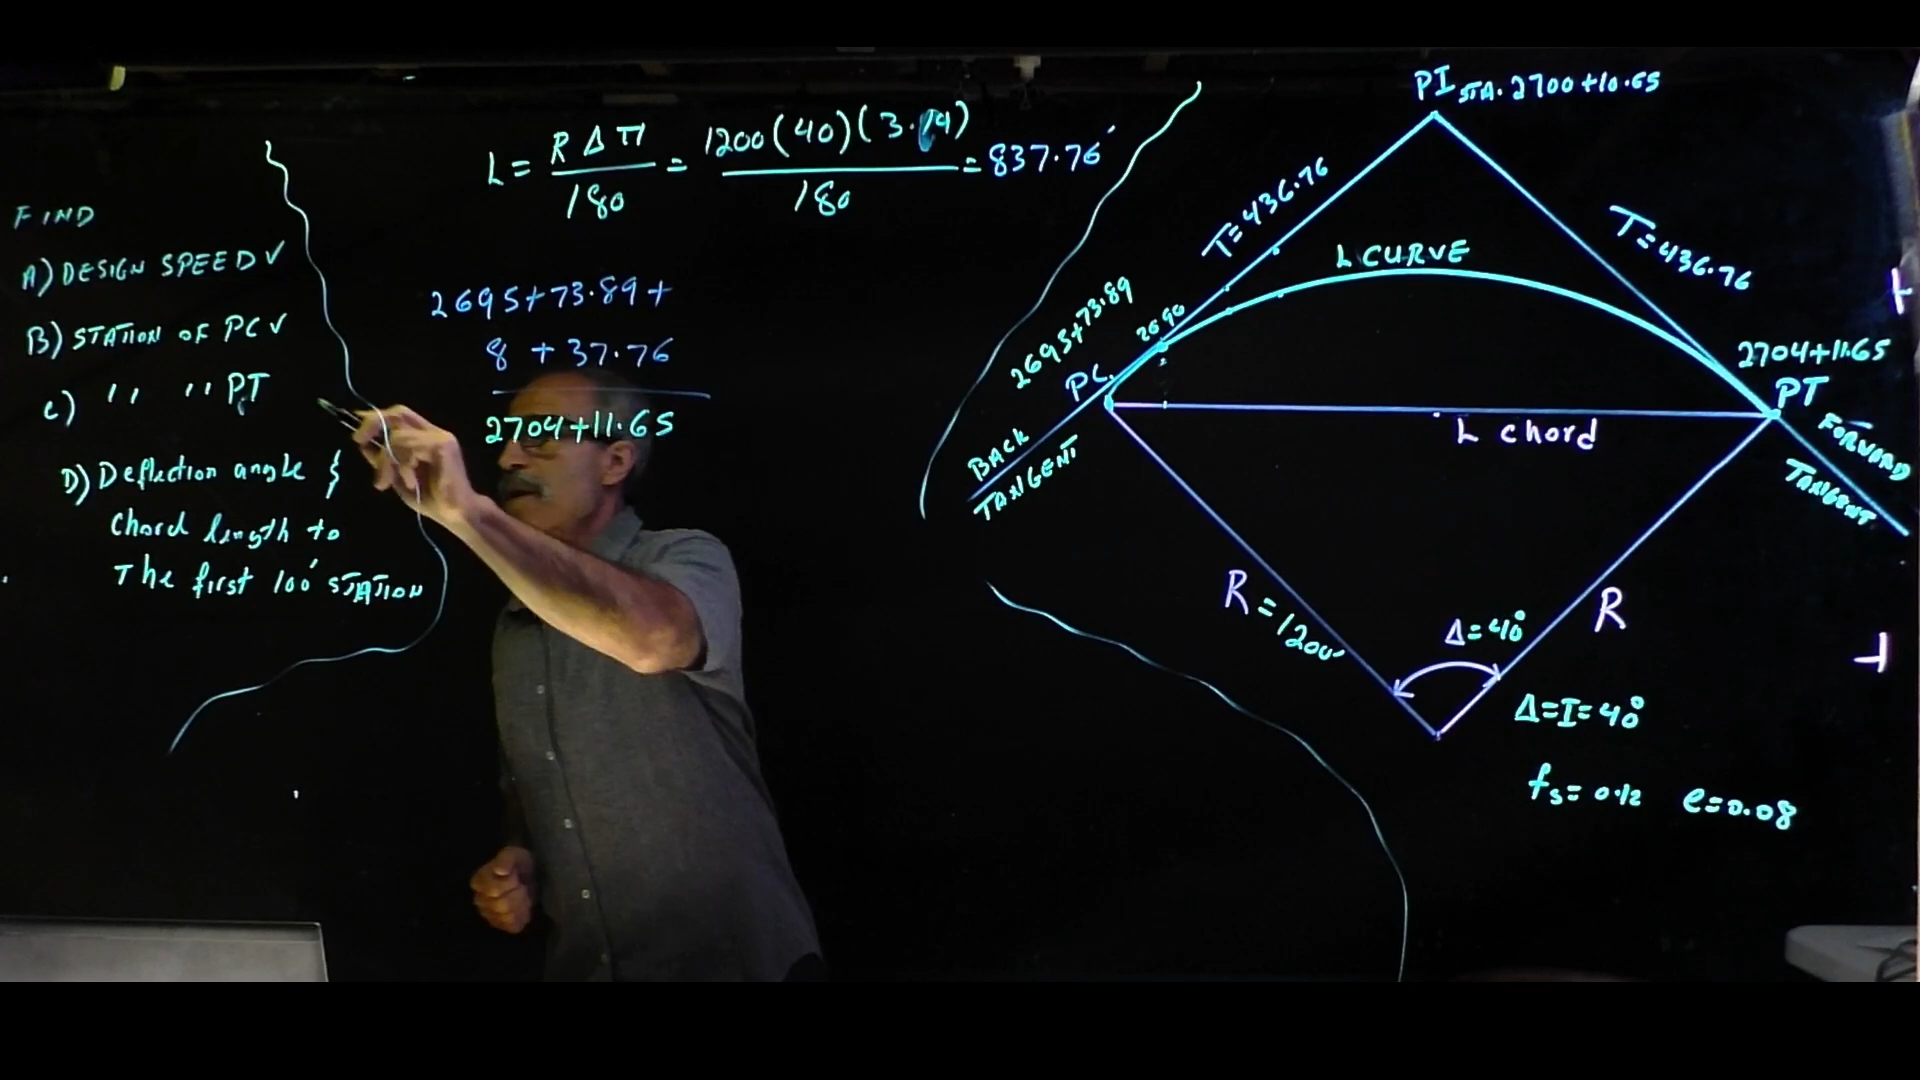 FIND
A) DESIGN SPEED ✓
B) STATION OF PC ✓
C) '' '' PT
D) Deflection angle &
Chord length to
The first 100' STATION
L = R Δ π / 180 = 1200(40)(3.14) / 180 = 837.76'
2695+73.89+
8 + 37.76
2704+11.65
PI STA. 2700+10.65
T=436.76
T=436.76
L CURVE
2695+73.89
2696
PC.
2704+11.65
PT
BACK
TANGENT
L chord
FORWARD
TANGENT
R = 1200'
R
Δ=40°
Δ=I=40°
fs= 0.12 e=0.08